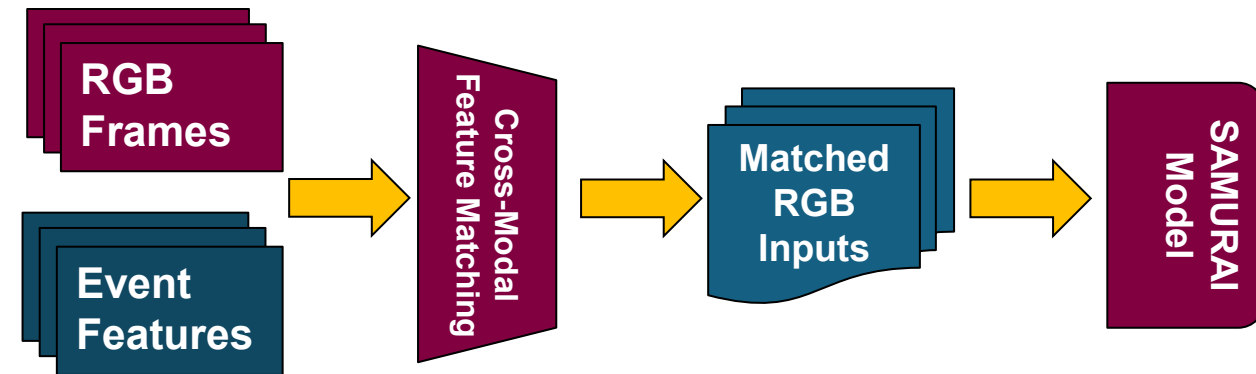 RGB
Frames
Event
Features
Cross-Modal
Feature Matching
Matched
RGB
Inputs
SAMURAI
Model